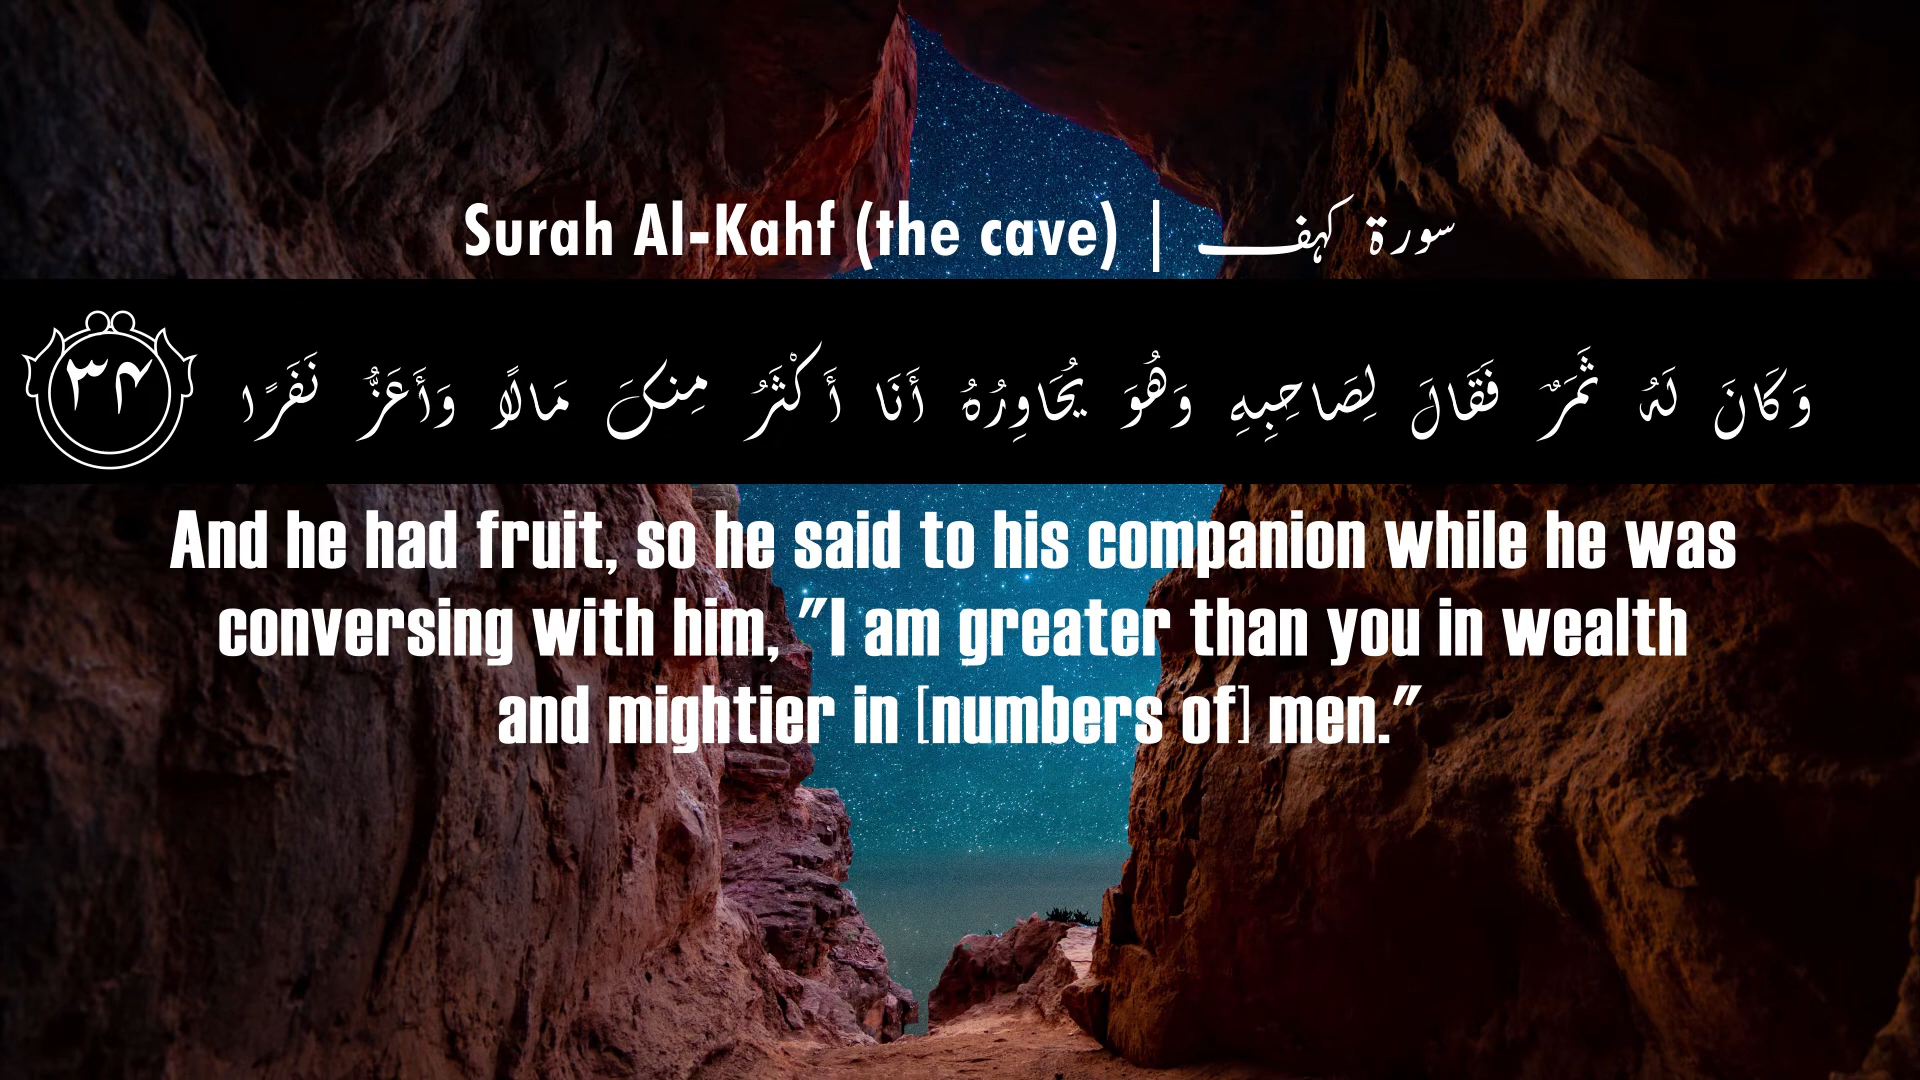 Surah Al-Kahf (the cave) | سورة كهف
وَكَانَ لَهُ ثَمَرٌ فَقَالَ لِصَاحِبِهِ وَهُوَ يُحَاوِرُهُ أَنَا أَكْثَرُ مِنكَ مَالًا وَأَعَزُّ نَفَرًا ۳۴
And he had fruit, so he said to his companion while he was
conversing with him, "I am greater than you in wealth
and mightier in [numbers of] men."